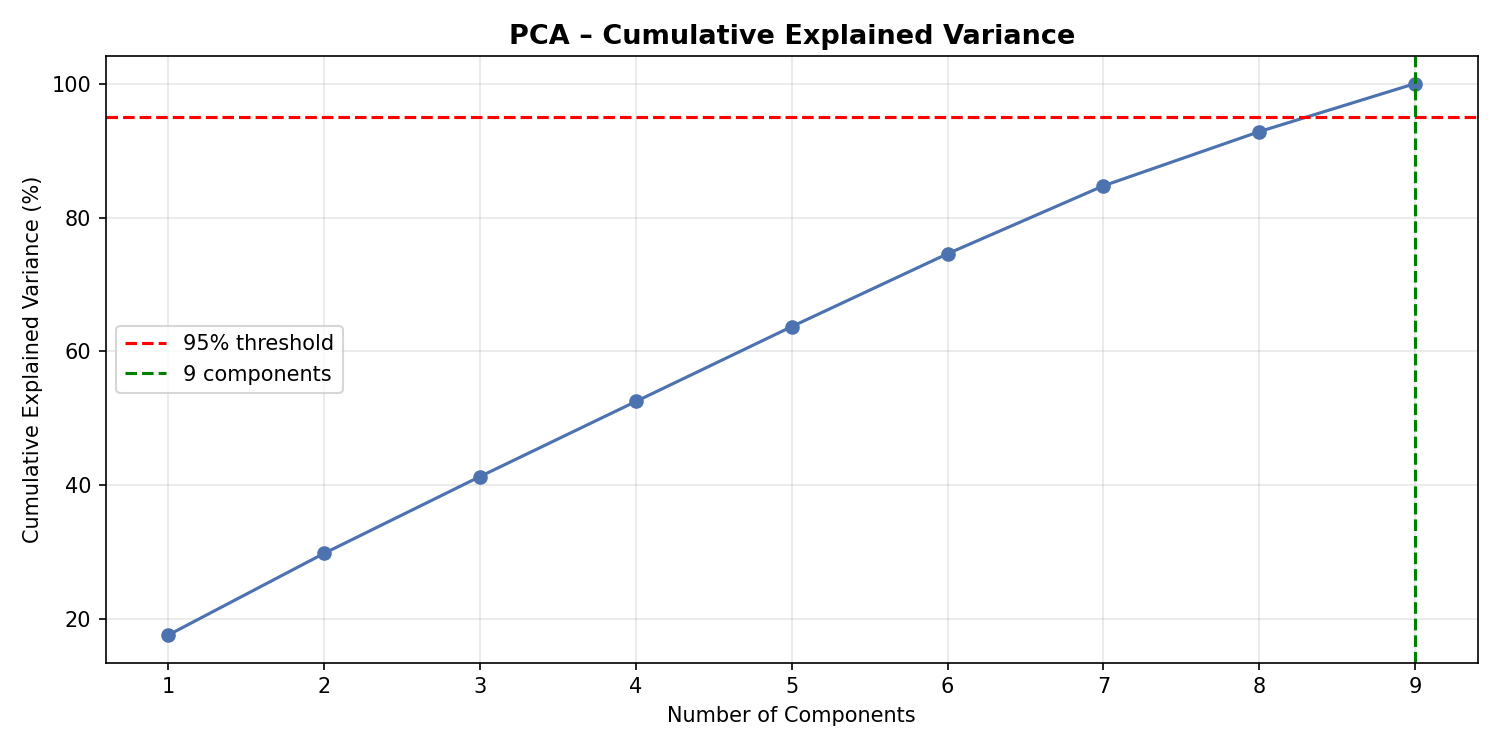 PCA – Cumulative Explained Variance
Cumulative Explained Variance (%)
100
80
60
40
20
95% threshold
9 components
1 2 3 4 5 6 7 8 9
Number of Components